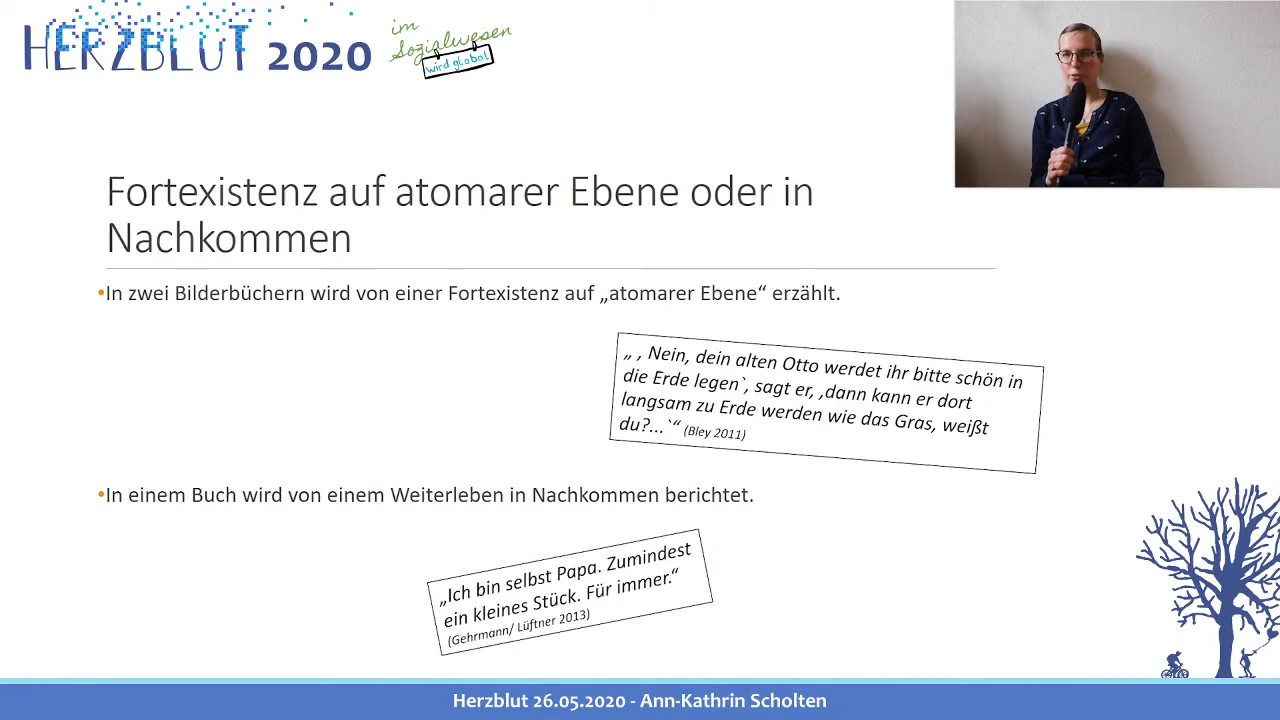 HERZBLUT 2020
im
Sozialwesen
wird global
Fortexistenz auf atomarer Ebene oder in
Nachkommen
•In zwei Bilderbüchern wird von einer Fortexistenz auf „atomarer Ebene“ erzählt.
„ ‚ Nein, dein alten Otto werdet ihr bitte schön in
die Erde legen`, sagt er, ‚dann kann er dort
langsam zu Erde werden wie das Gras, weißt
du?...`“ (Bley 2011)
•In einem Buch wird von einem Weiterleben in Nachkommen berichtet.
„Ich bin selbst Papa. Zumindest
ein kleines Stück. Für immer.“
(Gehrmann/ Lüftner 2013)
Herzblut 26.05.2020 - Ann-Kathrin Scholten